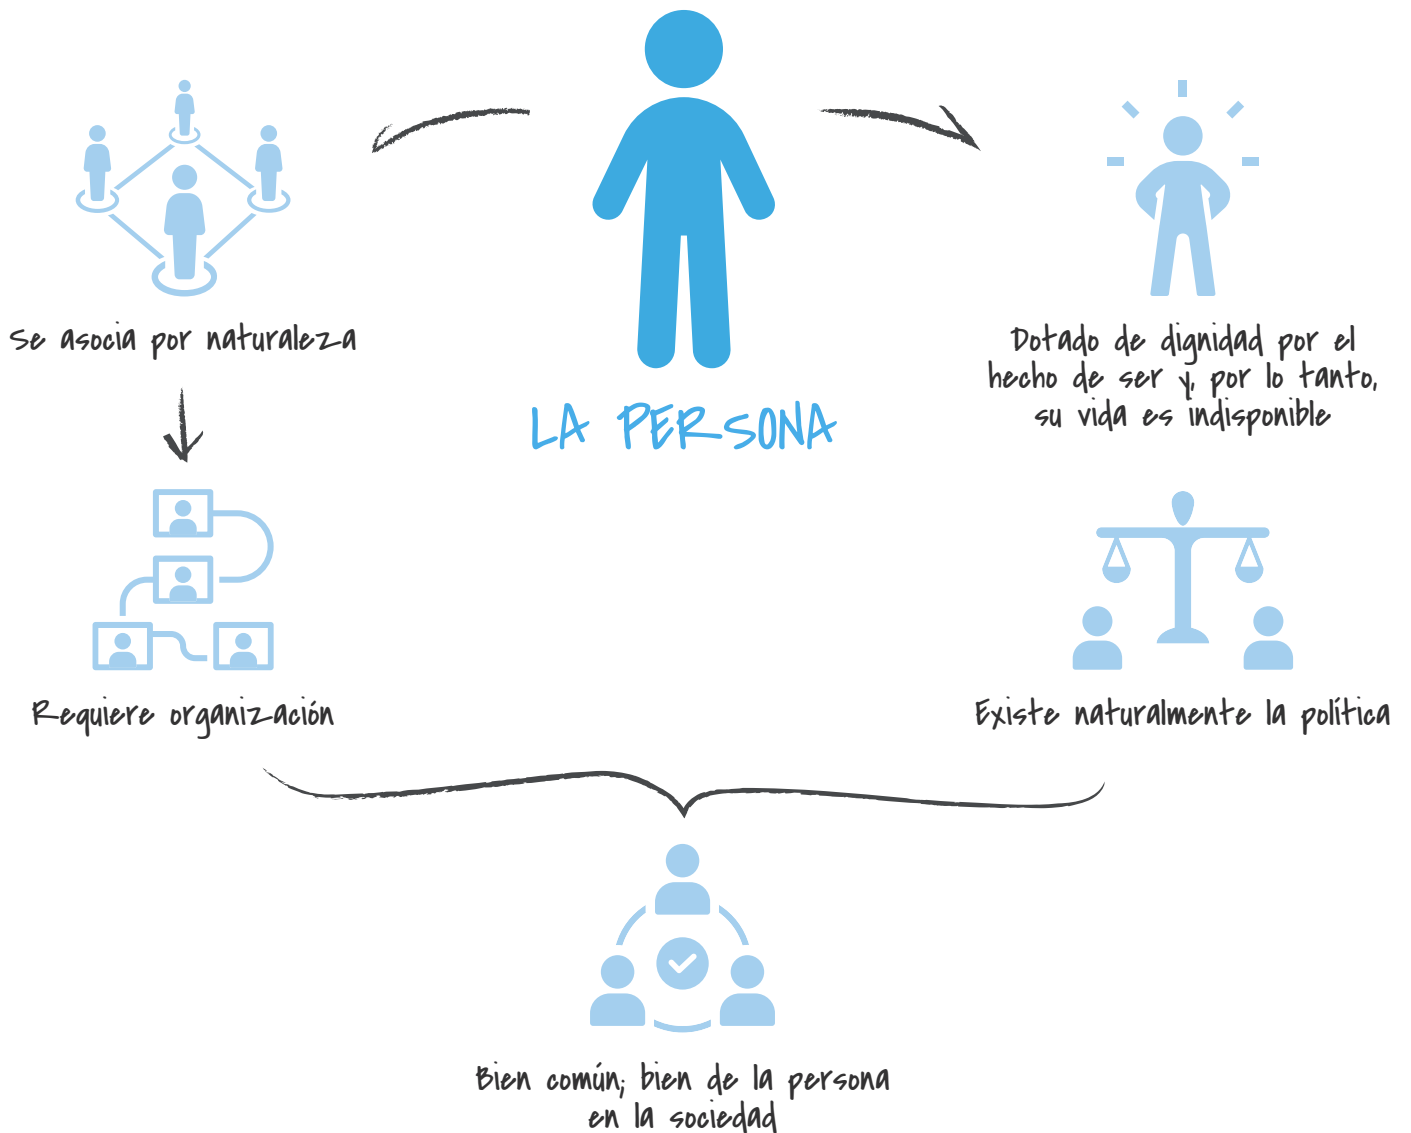 Se asocia por naturaleza
LA PERSONA
Dotado de dignidad por el
hecho de ser y, por lo tanto,
su vida es indisponible
Requiere organización
Existe naturalmente la política
Bien común; bien de la persona
en la sociedad